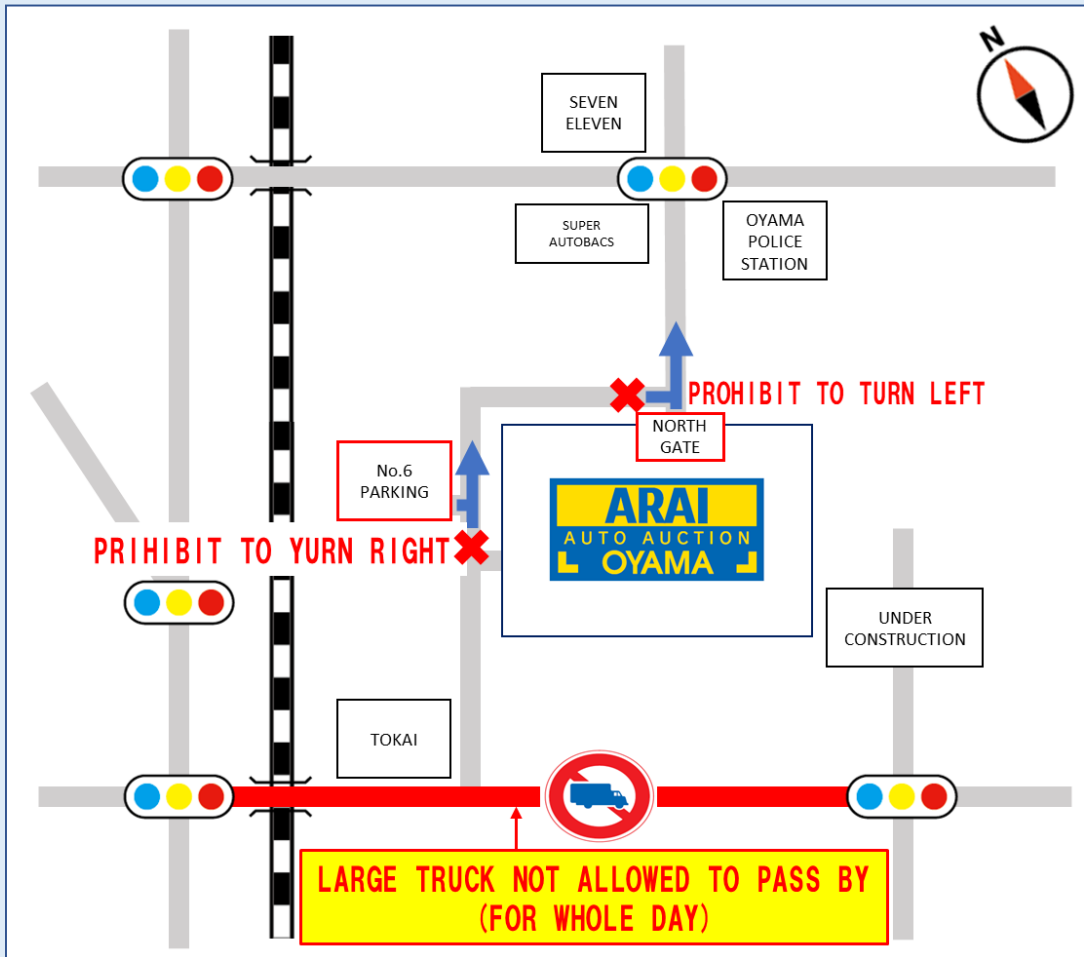 N
SEVEN
ELEVEN
SUPER
AUTOBACS
OYAMA
POLICE
STATION
PROHIBIT TO TURN LEFT
NORTH
GATE
No.6
PARKING
ARAI
AUTO AUCTION
OYAMA
PRIHIBIT TO YURN RIGHT
UNDER
CONSTRUCTION
TOKAI
LARGE TRUCK NOT ALLOWED TO PASS BY
(FOR WHOLE DAY)